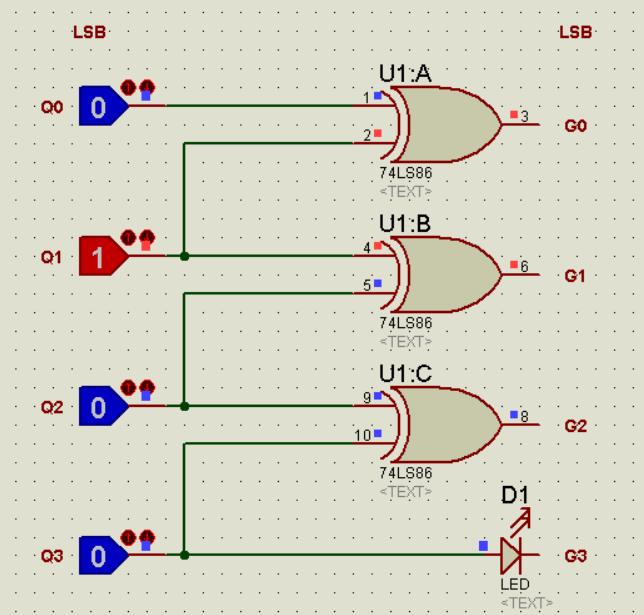 LSB LSB
U1:A
Q0 0 1 3 G0
2
74LS86
<TEXT>
U1:B
Q1 1 4 6 G1
5
74LS86
<TEXT>
U1:C
Q2 0 9 8 G2
10
74LS86
<TEXT>
D1
Q3 0 G3
LED
<TEXT>